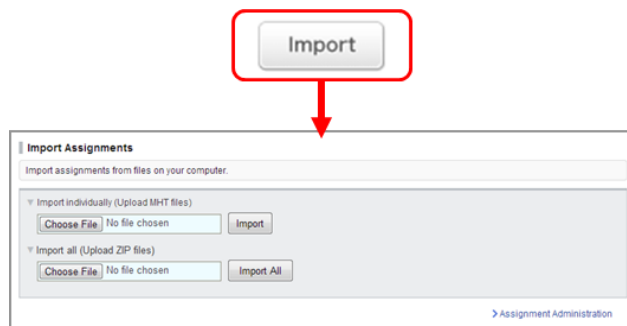 Import
Import Assignments
Import assignments from files on your computer.
Import individually (Upload MHT files)
Choose File No file chosen Import
Import all (Upload ZIP files)
Choose File No file chosen Import All
Assignment Administration